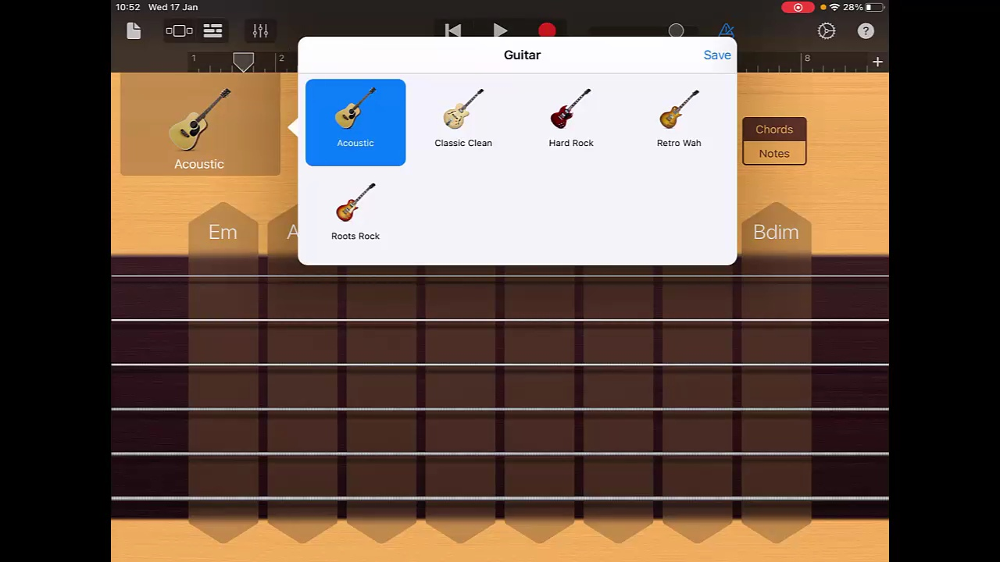 10:52 Wed 17 Jan
28%
?
1
2
8
+
Guitar
Save
Acoustic
Classic Clean
Hard Rock
Retro Wah
Roots Rock
Acoustic
Chords
Notes
Em
A
Bdim